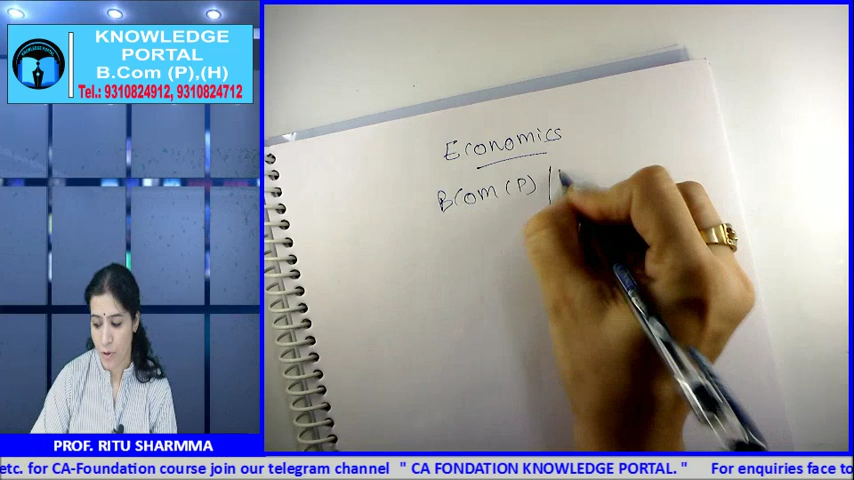 KNOWLEDGE
PORTAL
B.Com (P),(H)
Tel.: 9310824912, 9310824712
Economics
BCom (P) |
PROF. RITU SHARMMA
etc. for CA-Foundation course join our telegram channel " CA FONDATION KNOWLEDGE PORTAL. " For enquiries face to